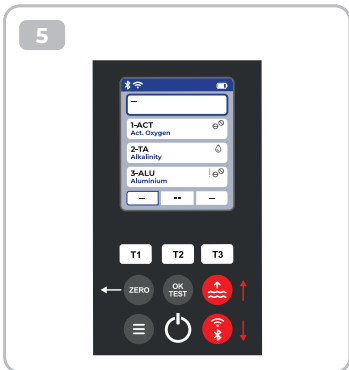 5
–
1-ACT
Act. Oxygen
2-TA
Alkalinity
3-ALU
Aluminium
– -- –
T1 T2 T3
ZERO OK TEST